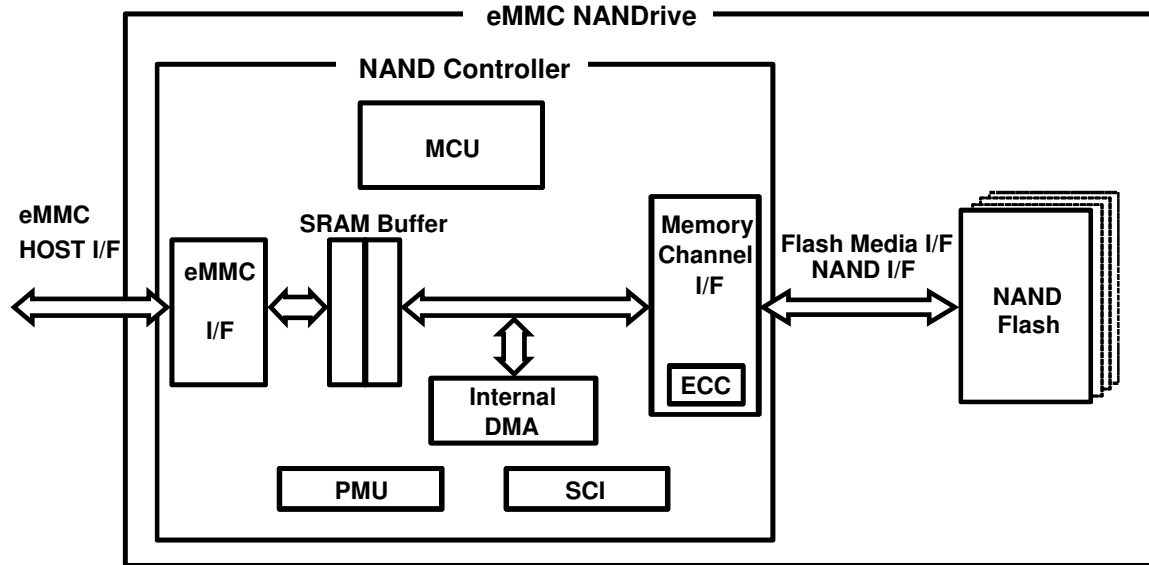 eMMC NANDrive
NAND Controller
MCU
eMMC
HOST I/F
SRAM Buffer
eMMC
I/F
Memory
Channel
I/F
ECC
Flash Media I/F
NAND I/F
NAND
Flash
Internal
DMA
PMU
SCI